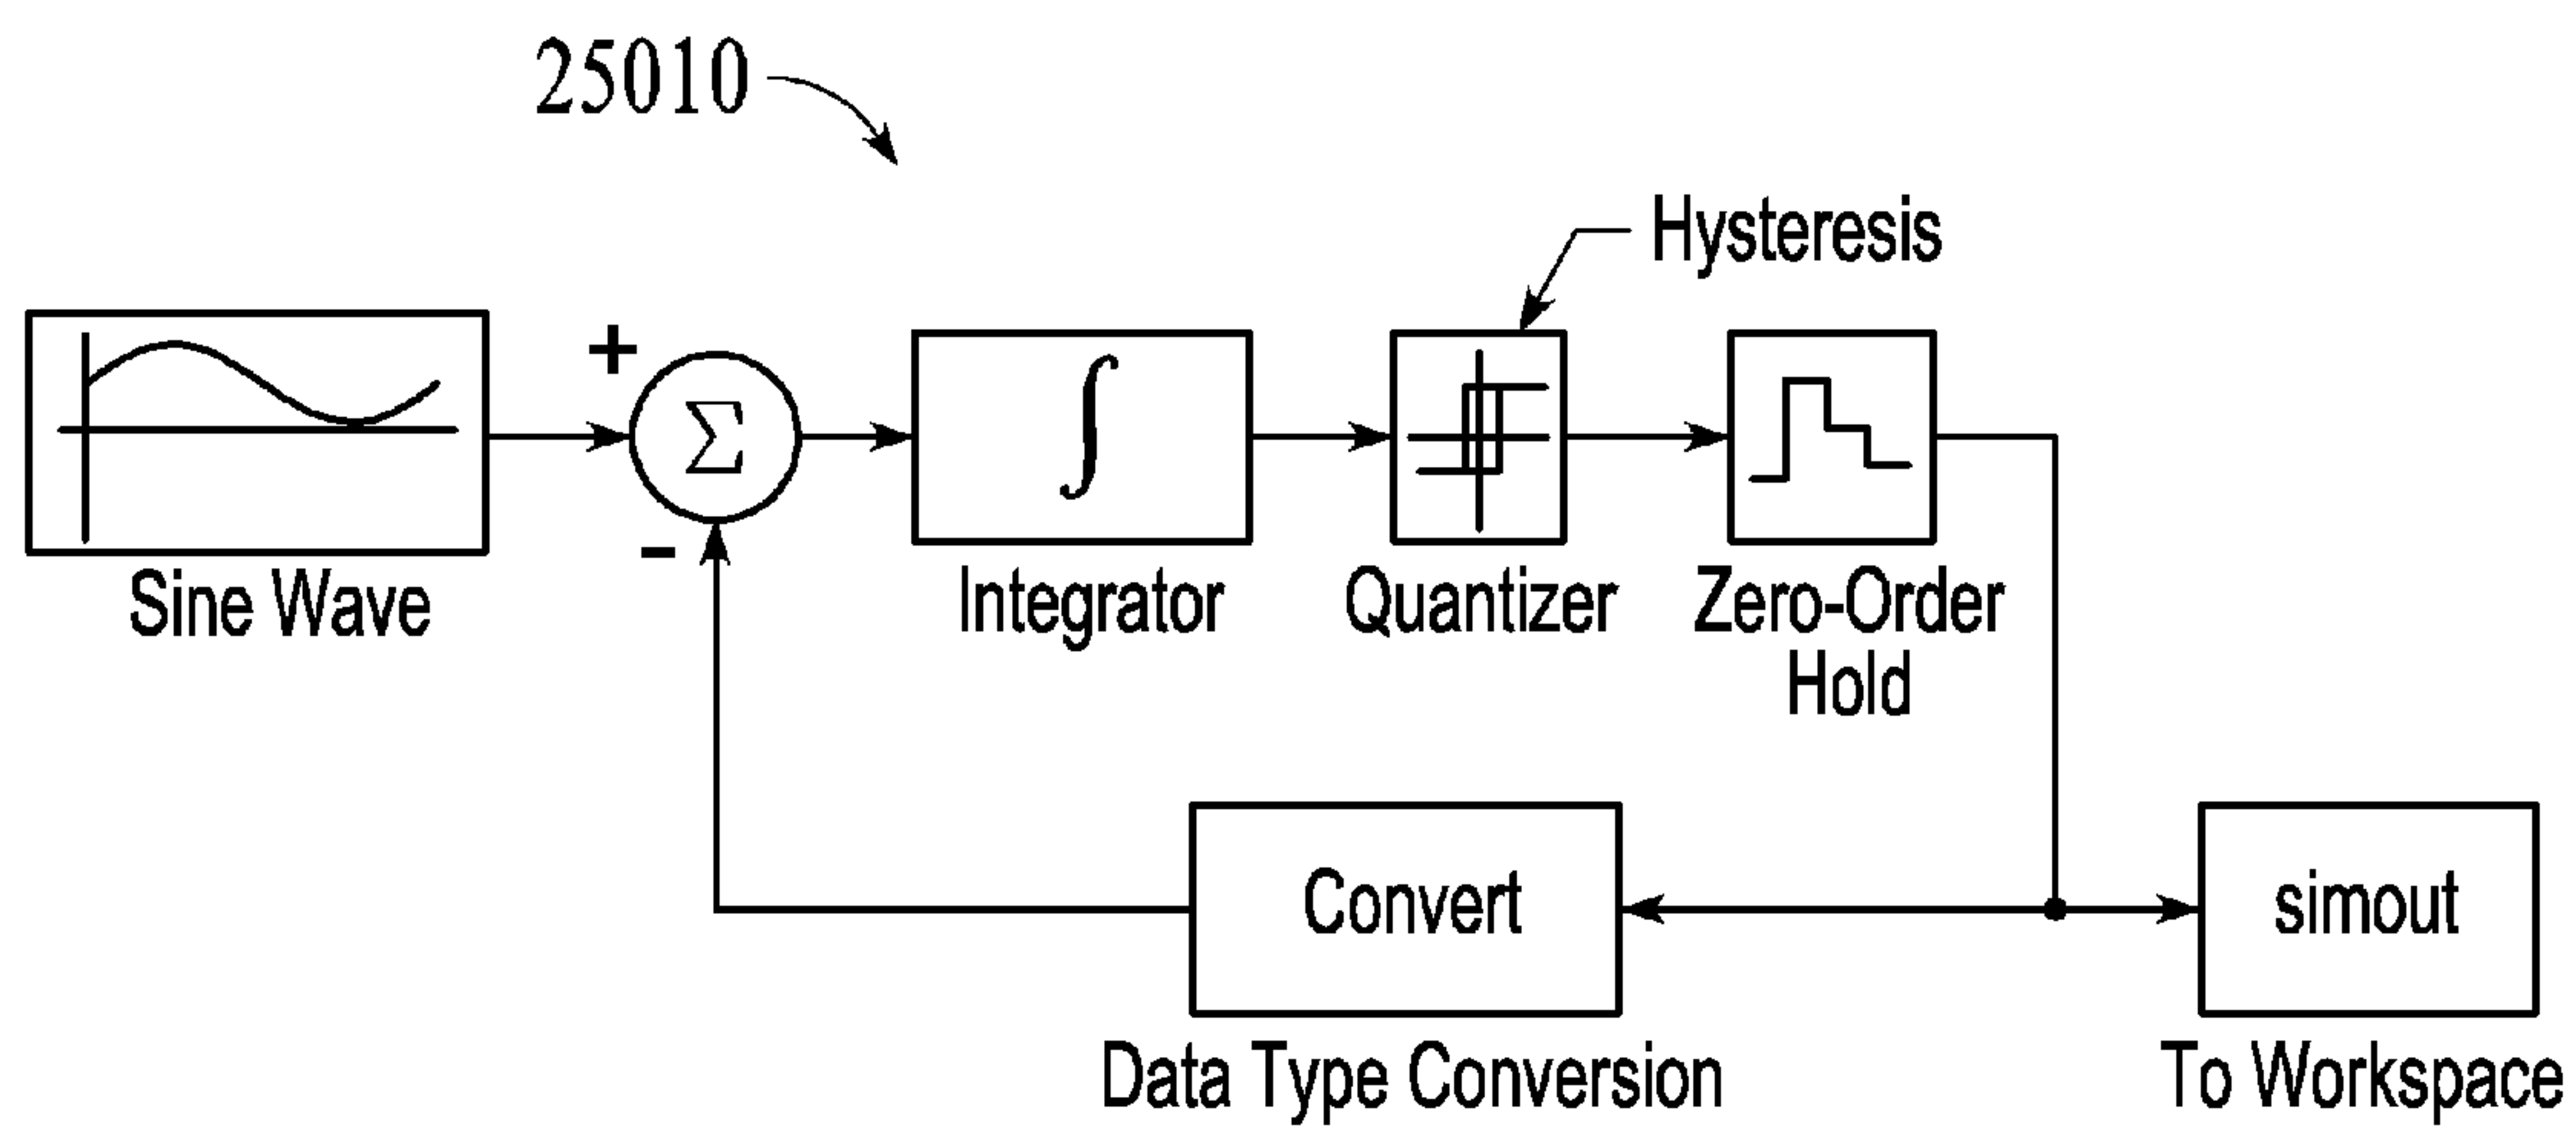 25010
Hysteresis
+
Σ
∫
-
Sine Wave
Integrator
Quantizer
Zero-Order
Hold
Convert
simout
Data Type Conversion
To Workspace